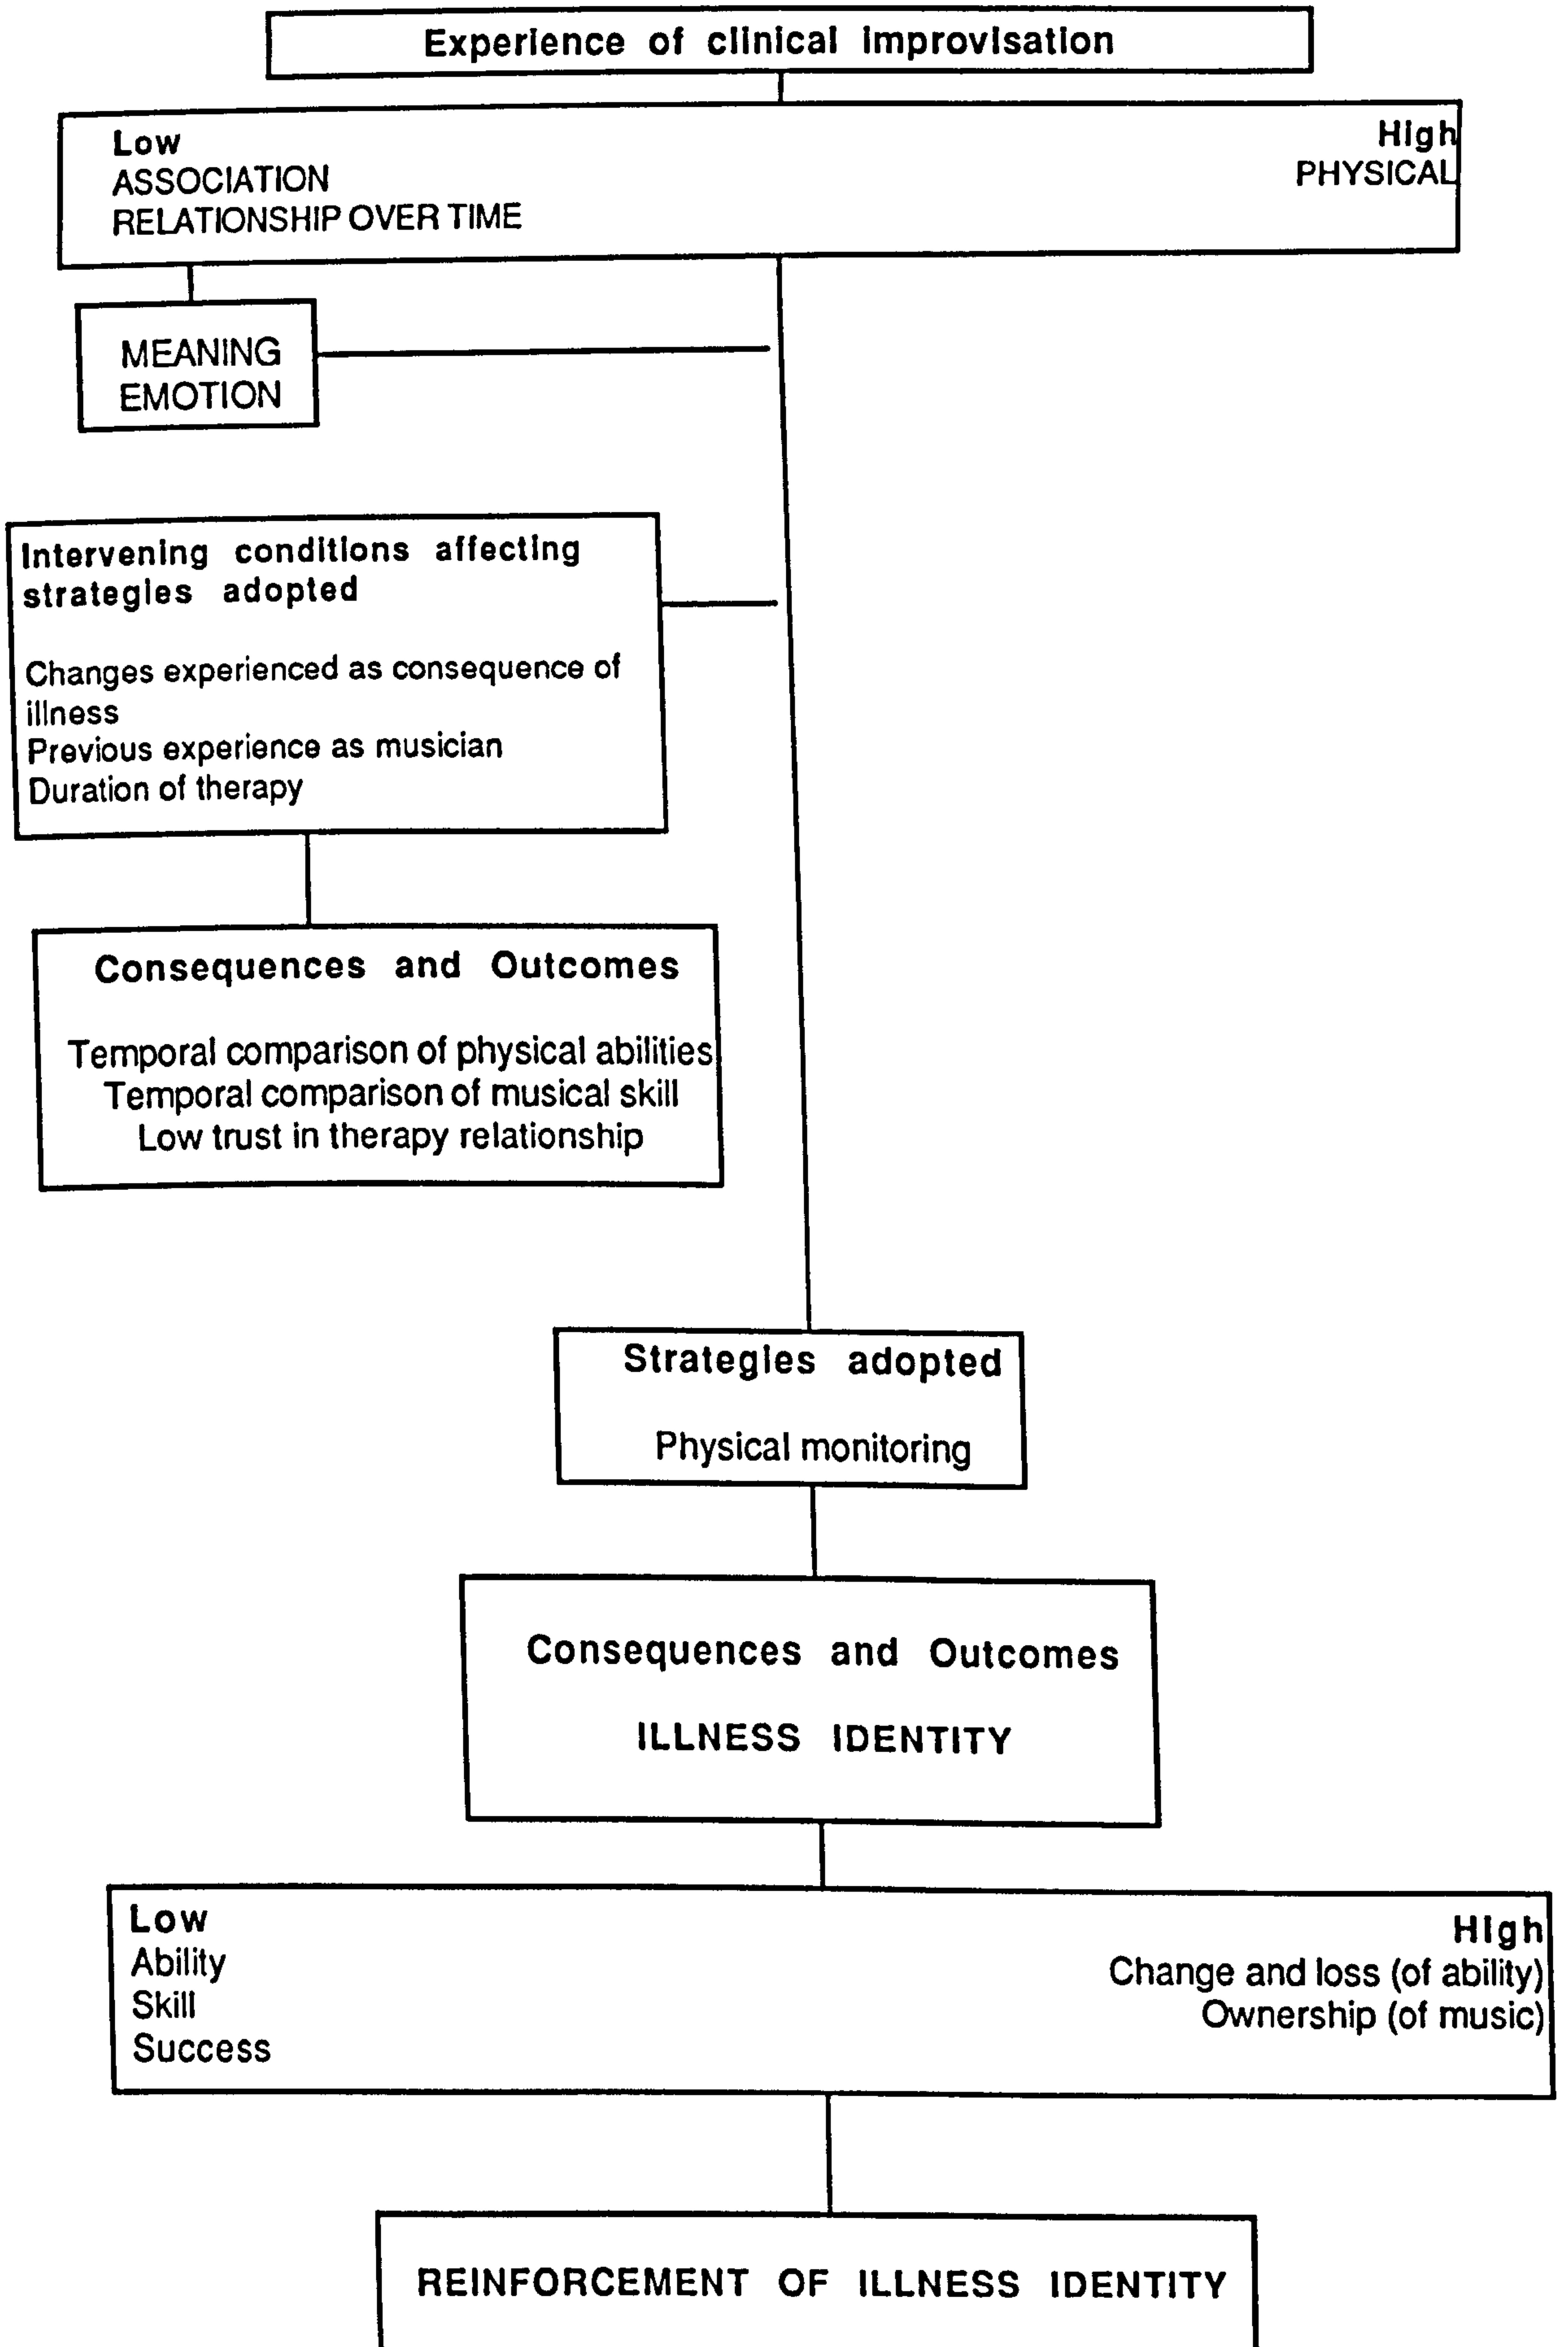 Experience of clinical improvisation
Low
High
ASSOCIATION
PHYSICAL
RELATIONSHIP OVER TIME
MEANING
EMOTION
Intervening conditions affecting
strategies adopted
Changes experienced as consequence of
illness
Previous experience as musician
Duration of therapy
Consequences and Outcomes
Temporal comparison of physical abilities
Temporal comparison of musical skill
Low trust in therapy relationship
Strategies adopted
Physical monitoring
Consequences and Outcomes
ILLNESS IDENTITY
Low
High
Ability
Change and loss (of ability)
Skill
Ownership (of music)
Success
REINFORCEMENT OF ILLNESS IDENTITY